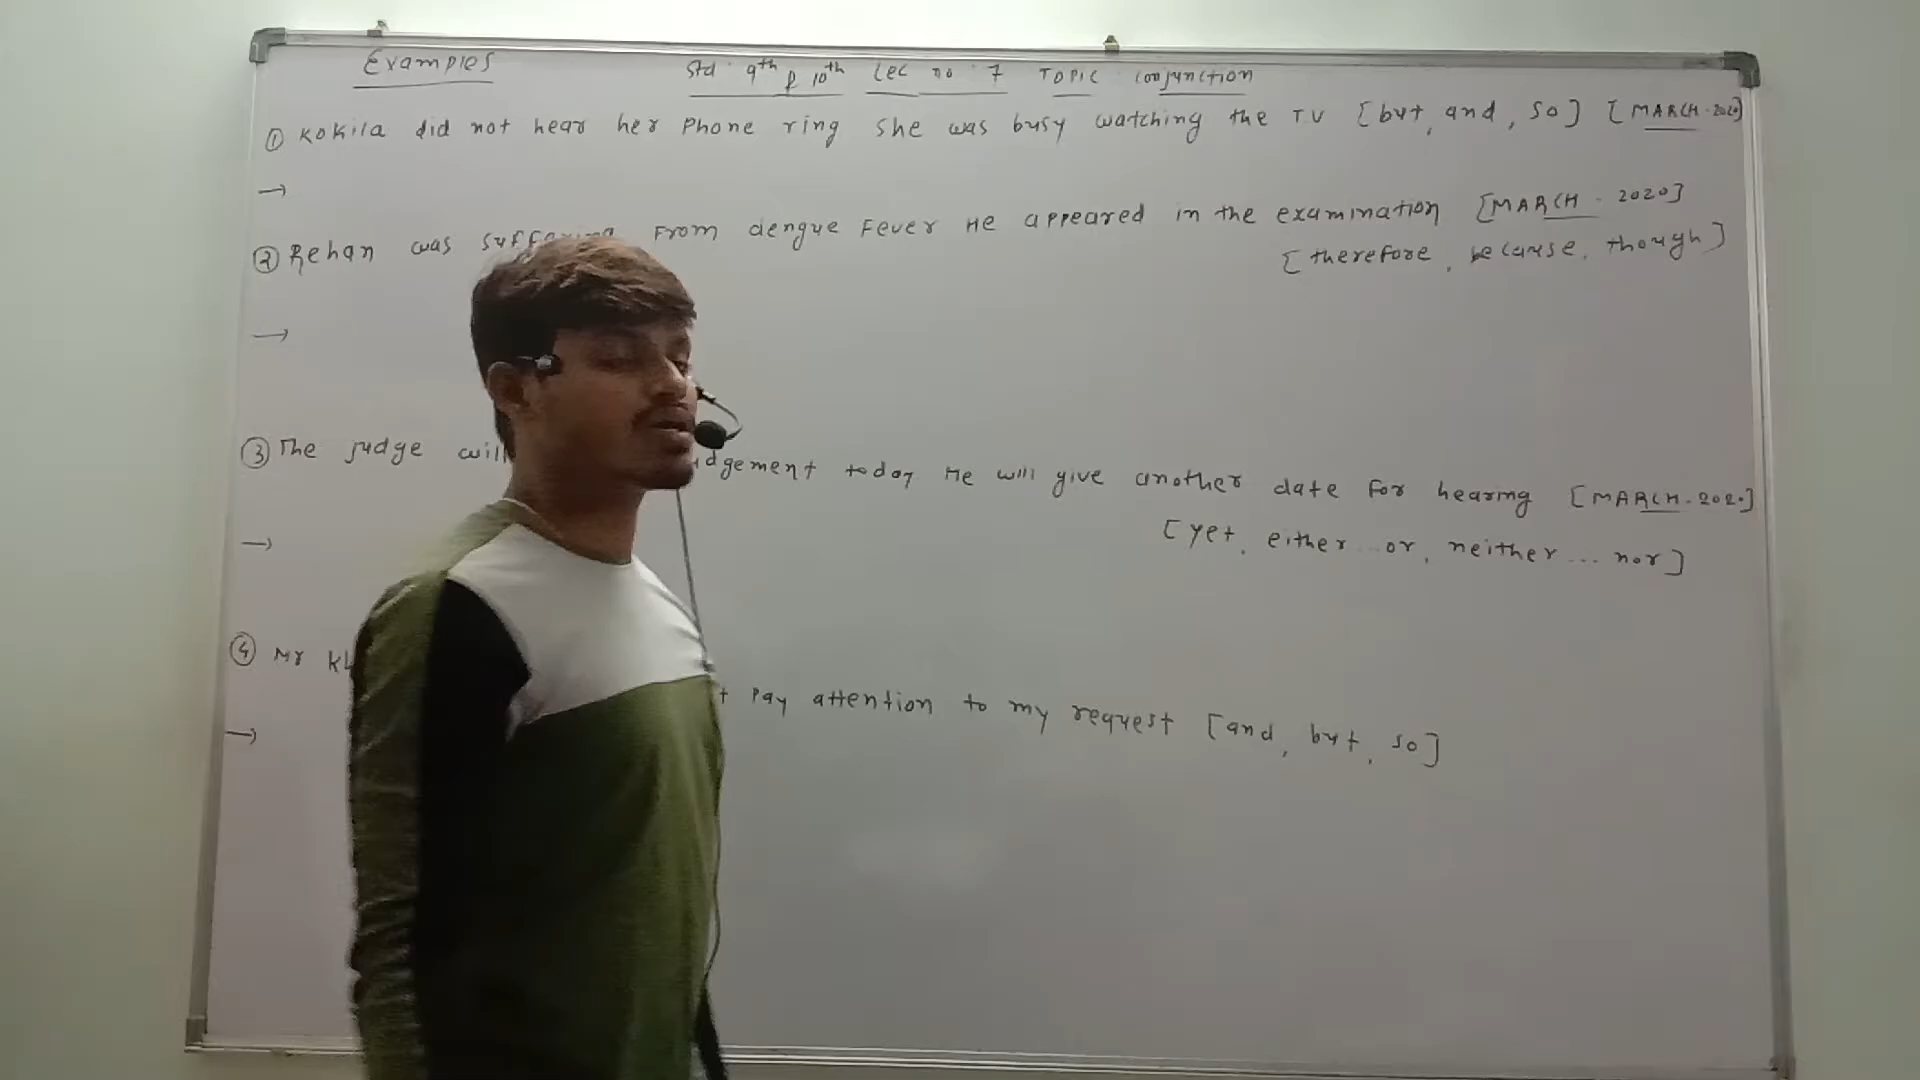 Examples
Std 9th & 10th Lec no : 7 Topic conjunction
① Kokila did not hear her phone ring she was busy watching the T.V [but, and, so] [MARCH-2020]
→
② Rehan was suffering from dengue fever He appeared in the examination [MARCH - 2020]
[therefore, because, though]
→
③ The judge will dgement today He will give another date for hearing [MARCH-2020]
[yet, either...or, neither...nor]
→
④ Mr
pay attention to my request [and, but, so]
→